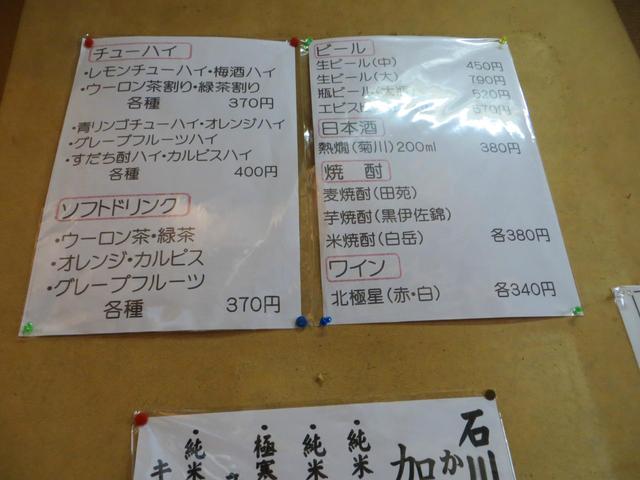 チューハイ
・レモンチューハイ・梅酒ハイ
・ウーロン茶割り・緑茶割り
各種 370円
・青リンゴチューハイ・オレンジハイ
・グレープフルーツハイ
・すだち酎ハイ・カルピスハイ
各種 400円
ソフトドリンク
・ウーロン茶・緑茶
・オレンジ・カルピス
・グレープフルーツ
各種 370円
ビール
生ビール(中) 450円
生ビール(大) 790円
瓶ビール 520円
日本酒
熱燗(菊川)200ml 380円
焼酎
麦焼酎(田苑)
芋焼酎(黒伊佐錦)
米焼酎(白岳) 各380円
ワイン
北極星(赤・白) 各340円
石川
加
・純米
・純米
・極寒
・純米